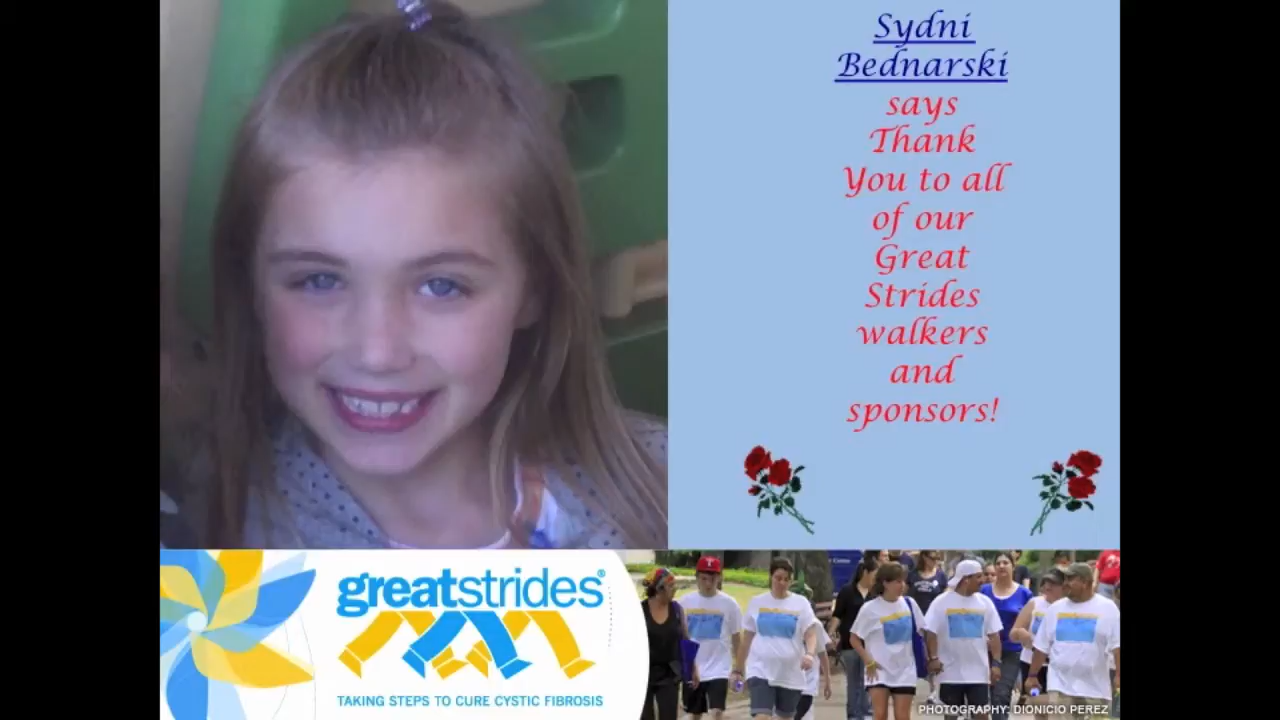 Sydni
Bednarski
says
Thank
You to all
of our
Great
Strides
walkers
and
sponsors!
greatstrides®
TAKING STEPS TO CURE CYSTIC FIBROSIS
PHOTOGRAPHY: DIONICIO PEREZ